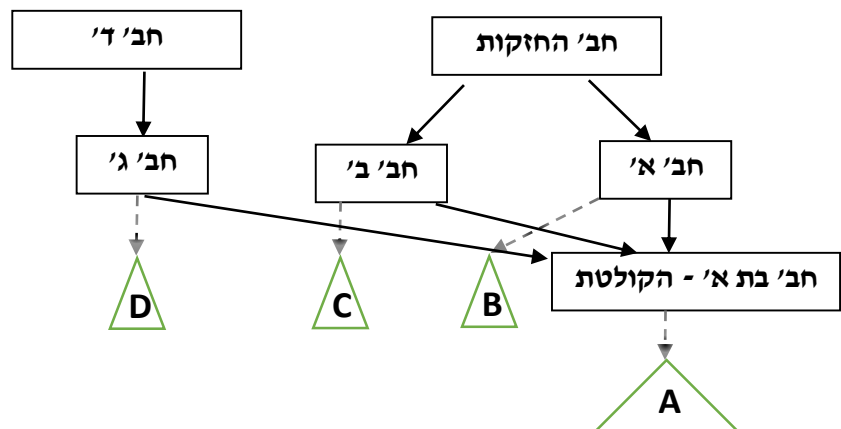 חב' החזקות
חב' ד'
חב' א'
חב' ב'
חב' ג'
חב' בת א' - הקולטת
B
C
D
A